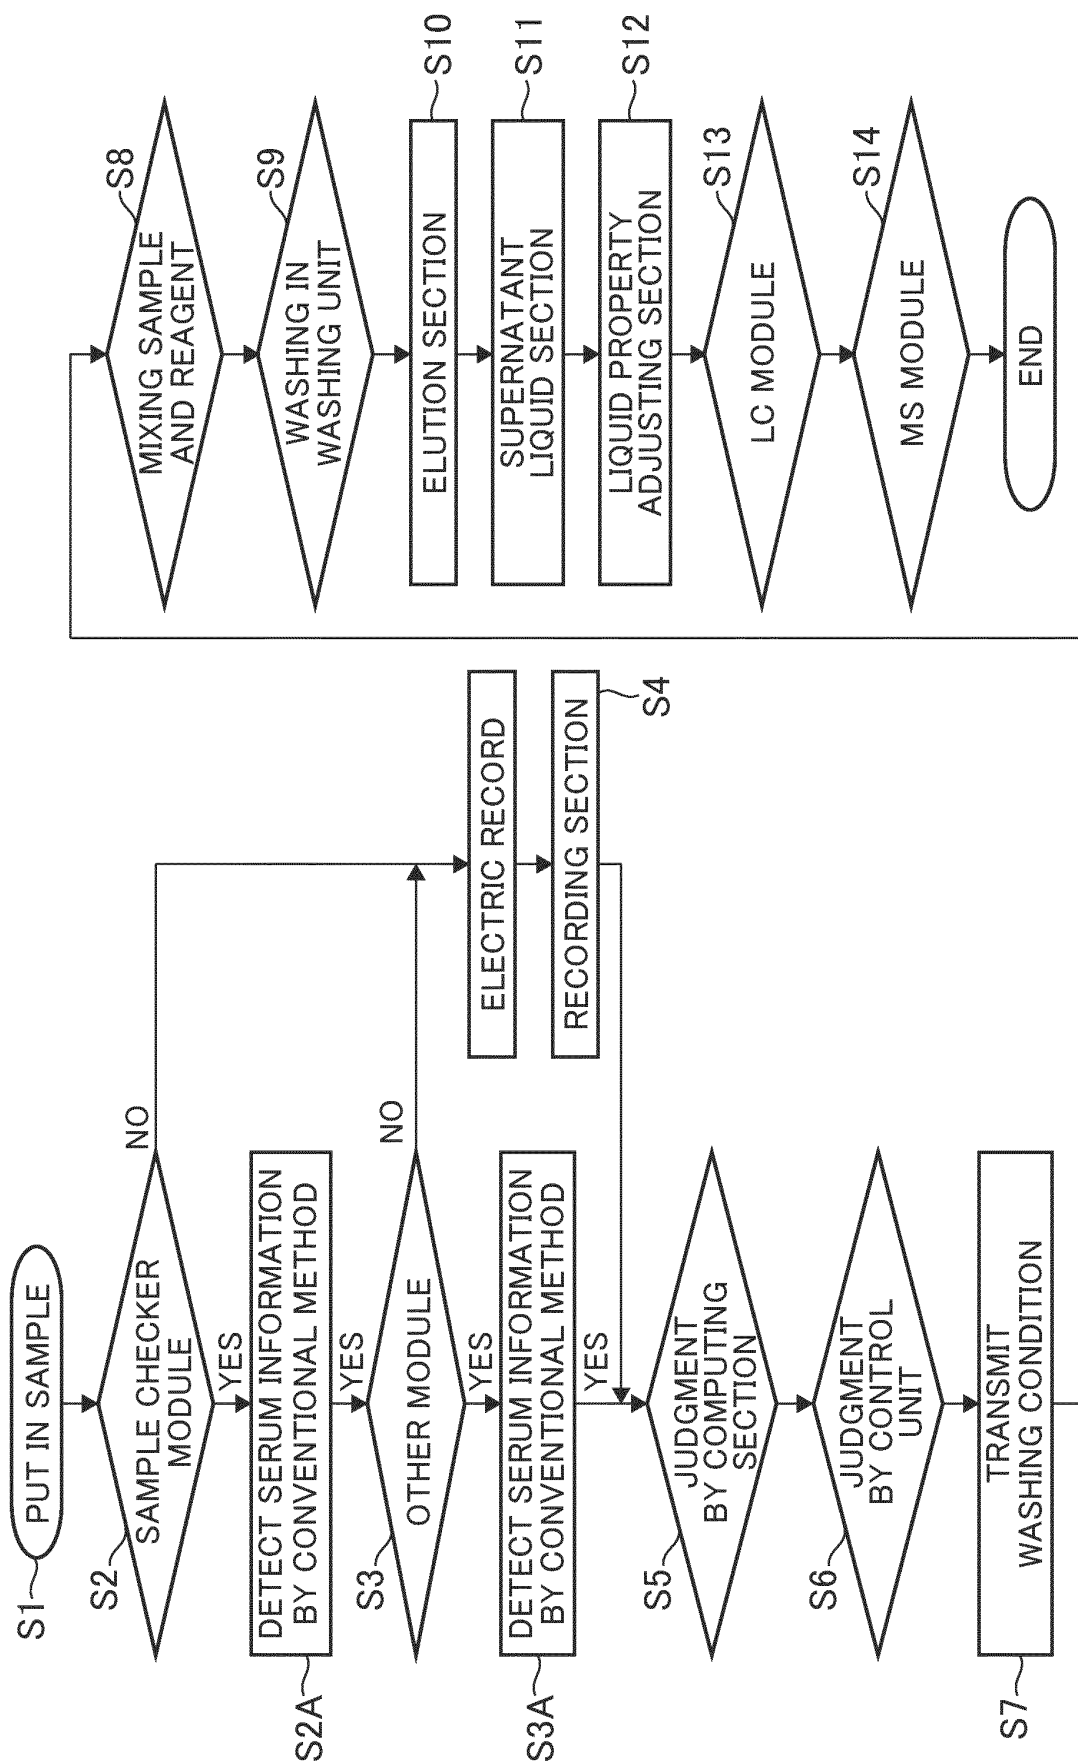 S1
PUT IN SAMPLE
S2
SAMPLE CHECKER
MODULE
NO
YES
S2A
DETECT SERUM INFORMATION
BY CONVENTIONAL METHOD
YES
S3
OTHER MODULE
NO
YES
S3A
DETECT SERUM INFORMATION
BY CONVENTIONAL METHOD
YES
ELECTRIC RECORD
RECORDING SECTION
S4
S5
JUDGMENT
BY COMPUTING
SECTION
S6
JUDGMENT
BY CONTROL
UNIT
S7
TRANSMIT
WASHING CONDITION
S8
MIXING SAMPLE
AND REAGENT
S9
WASHING IN
WASHING UNIT
S10
ELUTION SECTION
S11
SUPERNATANT
LIQUID SECTION
S12
LIQUID PROPERTY
ADJUSTING SECTION
S13
LC MODULE
S14
MS MODULE
END